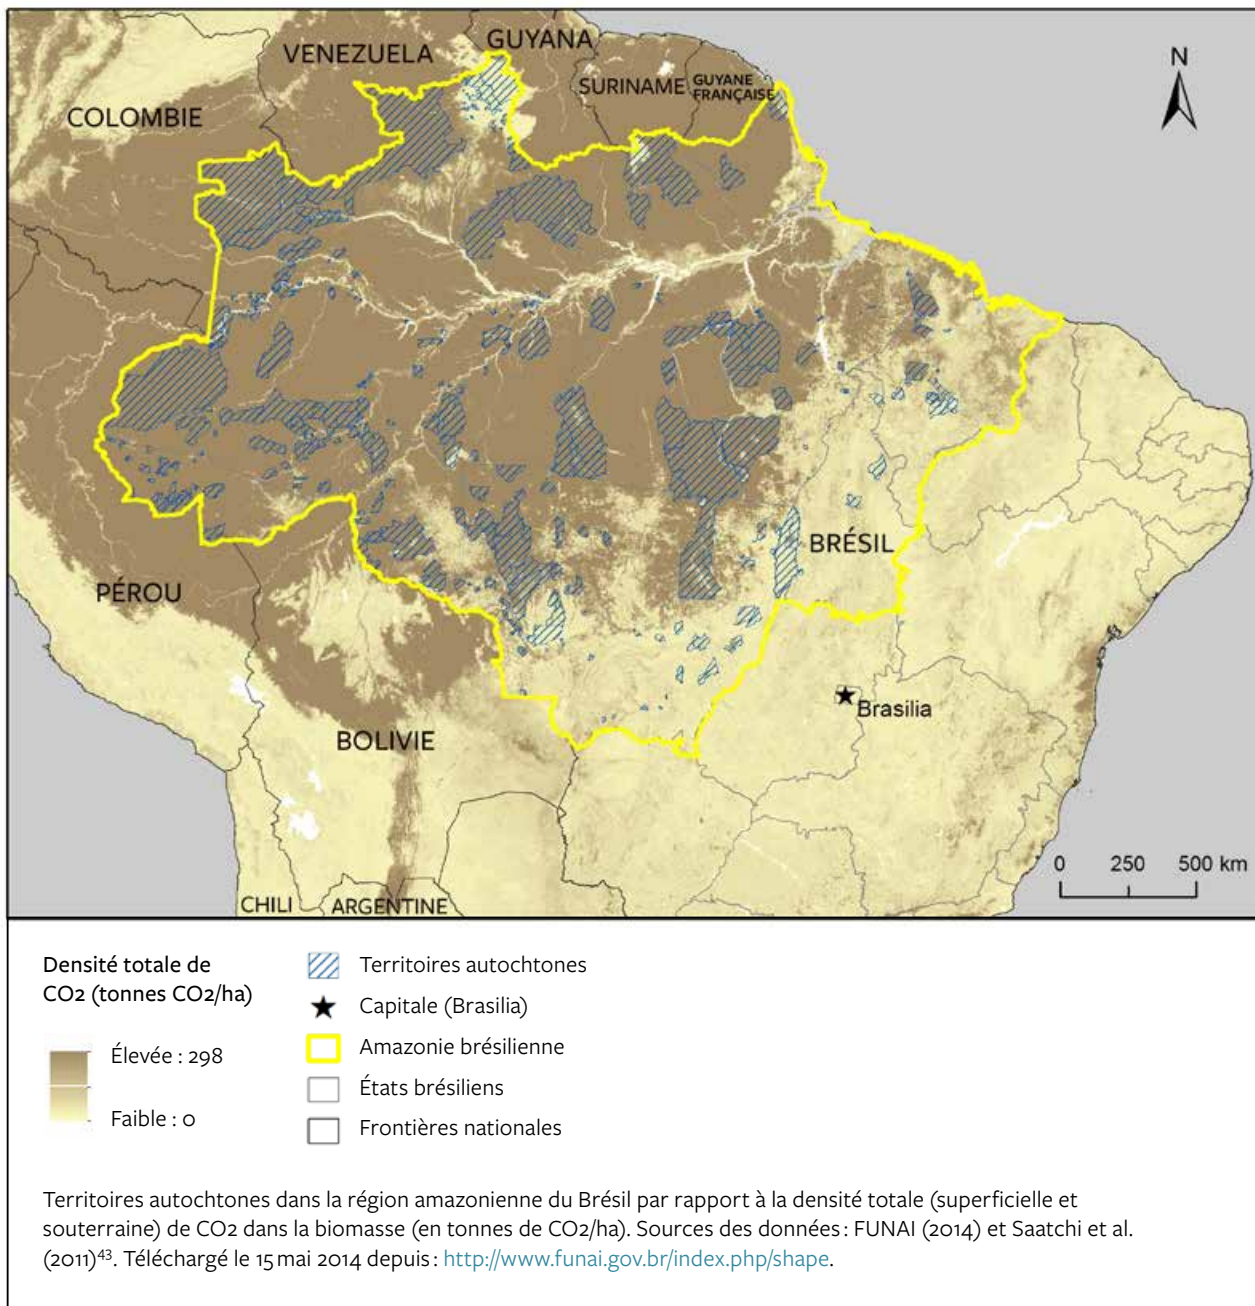 VENEZUELA
GUYANA
SURINAME
GUYANE
FRANÇAISE
N
COLOMBIE
BRÉSIL
PÉROU
Brasilia
BOLIVIE
0 250 500 km
CHILI
ARGENTINE
Densité totale de
CO2 (tonnes CO2/ha)
Élevée : 298
Faible : 0
Territoires autochtones
Capitale (Brasilia)
Amazonie brésilienne
États brésiliens
Frontières nationales
Territoires autochtones dans la région amazonienne du Brésil par rapport à la densité totale (superficielle et
souterraine) de CO2 dans la biomasse (en tonnes de CO2/ha). Sources des données : FUNAI (2014) et Saatchi et al.
(2011)⁴³. Téléchargé le 15 mai 2014 depuis : http://www.funai.gov.br/index.php/shape.